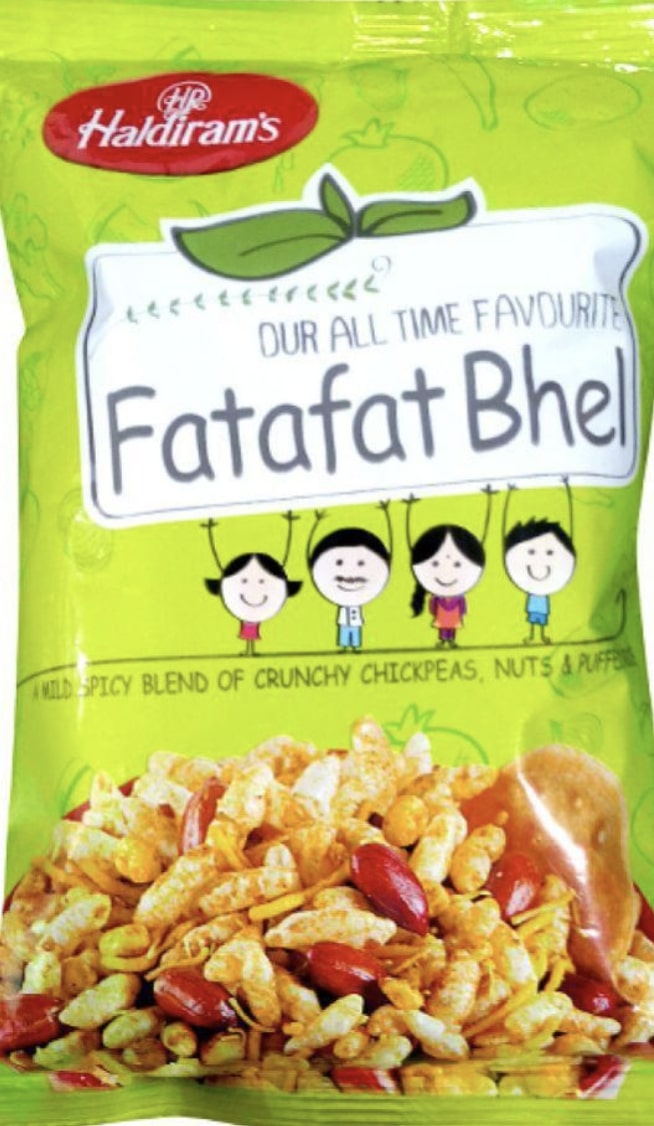 HR
Haldiram's
OUR ALL TIME FAVOURITE
Fatafat Bhel
A MILD SPICY BLEND OF CRUNCHY CHICKPEAS, NUTS &